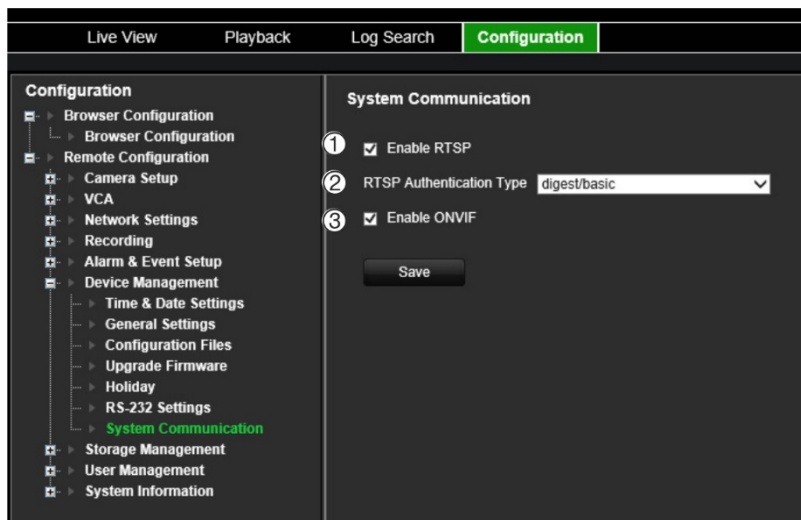 Live View Playback Log Search Configuration
Configuration
Browser Configuration
Browser Configuration
Remote Configuration
Camera Setup
VCA
Network Settings
Recording
Alarm & Event Setup
Device Management
Time & Date Settings
General Settings
Configuration Files
Upgrade Firmware
Holiday
RS-232 Settings
System Communication
Storage Management
User Management
System Information
System Communication
① Enable RTSP
② RTSP Authentication Type digest/basic
③ Enable ONVIF
Save